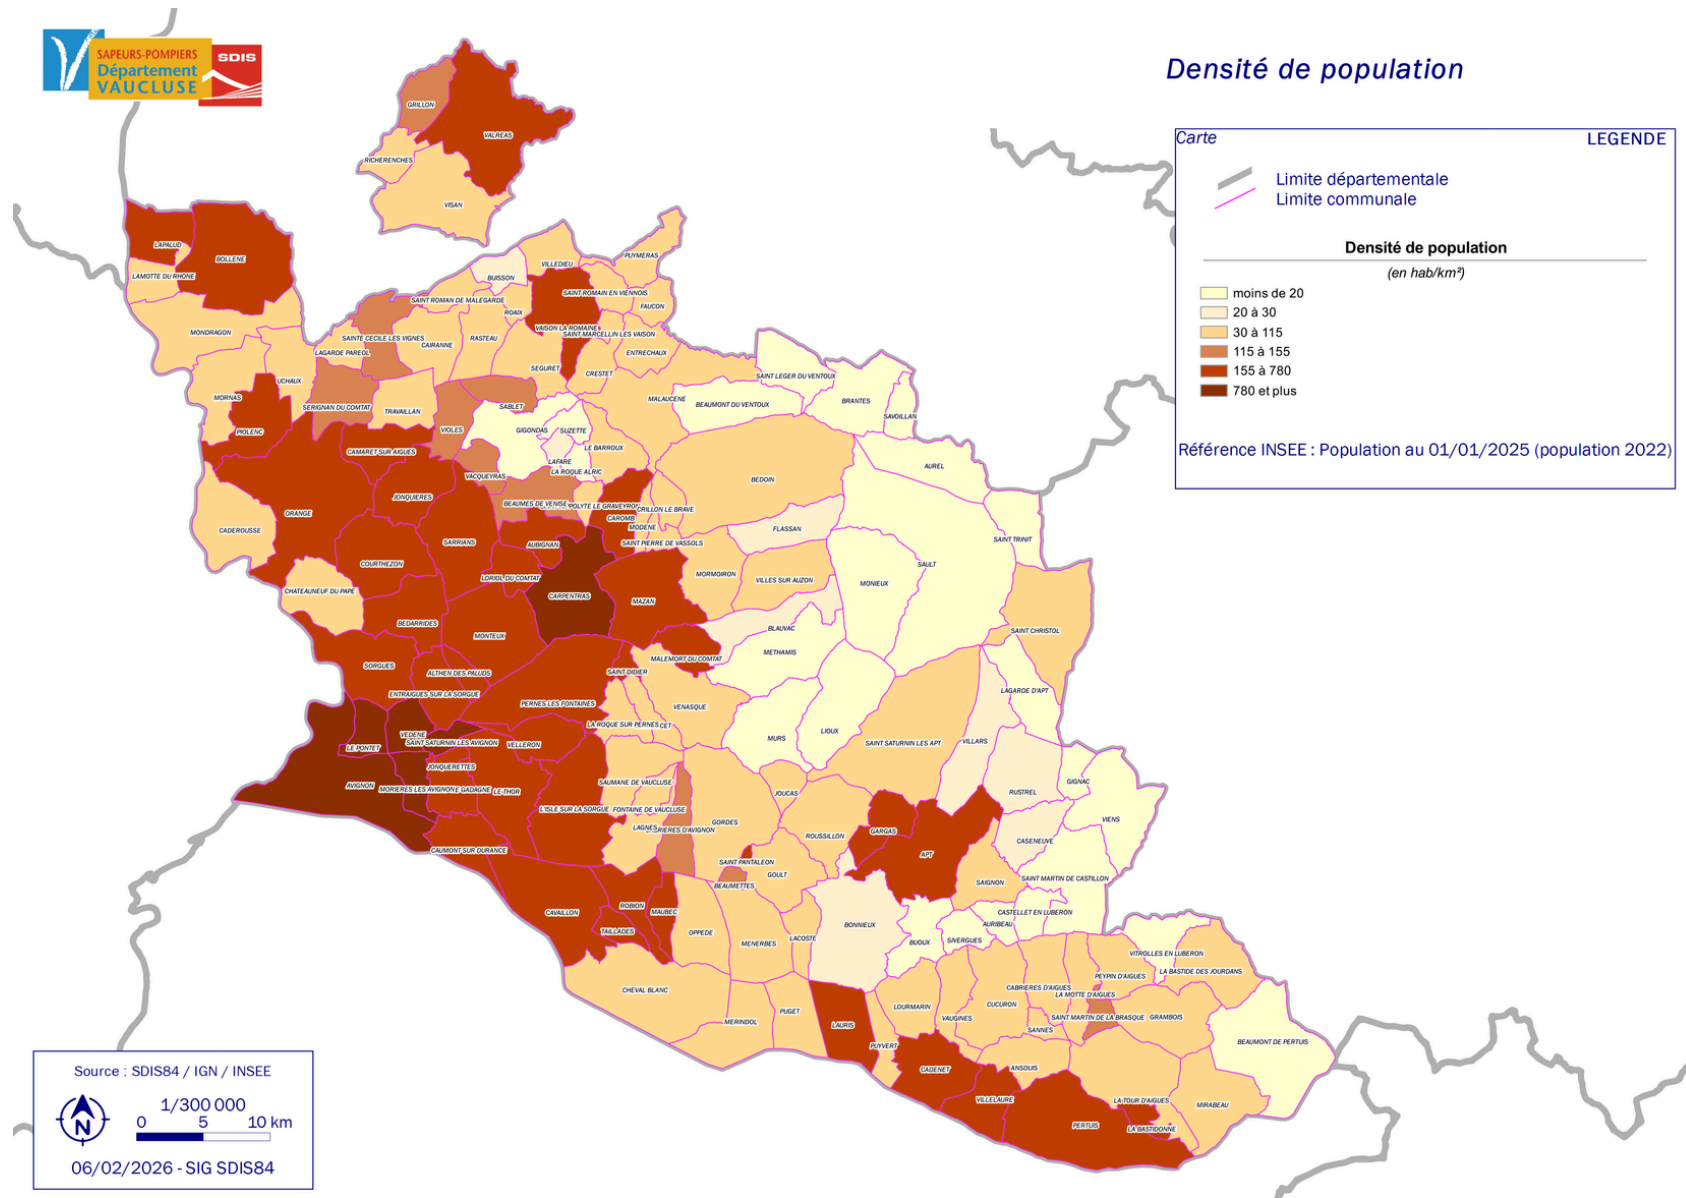 SAPEURS-POMPIERS
Département
VAUCLUSE
SDIS
Densité de population
Carte
LEGENDE
Limite départementale
Limite communale
Densité de population
(en hab/km²)
moins de 20
20 à 30
30 à 115
115 à 155
155 à 780
780 et plus
Référence INSEE : Population au 01/01/2025 (population 2022)
GRILLON
VALREAS
RICHERENCHES
VISAN
LAPALUD
BOLLENE
LAMOTTE DU RHONE
MONDRAGON
BUISSON
VILLEDIEU
PUYMERAS
SAINT ROMAN DE MALEGARDE
SAINT ROMAIN EN VIENNOIS
ROAIX
FAUCON
VAISON LA ROMAINE
SAINT MARCELLIN LES VAISON
SAINTE CECILE LES VIGNES
CAIRANNE
RASTEAU
LAGARDE PAREOL
ENTRECHAUX
SEGURET
CRESTET
UCHAUX
SAINT LEGER DU VENTOUX
MORNAS
SERIGNAN DU COMTAT
TRAVAILLAN
SABLET
MALAUCENE
BEAUMONT DU VENTOUX
BRANTES
SAVOILLAN
PIOLENC
VIOLES
GIGONDAS
SUZETTE
CAMARET SUR AIGUES
LE BARROUX
LAFARE
LA ROQUE ALRIC
AUREL
VACQUEYRAS
BEDOIN
JONQUIERES
BEAUMES DE VENISE
POLYTE LE GRAVEYRON
CRILLON LE BRAVE
ORANGE
CAROMB
MODENE
CADEROUSSE
FLASSAN
SARRIANS
AUBIGNAN
SAINT PIERRE DE VASSOLS
SAINT TRINIT
COURTHEZON
SAULT
LORIOL DU COMTAT
MORMOIRON
VILLES SUR AUZON
MONIEUX
CHATEAUNEUF DU PAPE
CARPENTRAS
MAZAN
BEDARRIDES
MONTEUX
BLAUVAC
SAINT CHRISTOL
METHAMIS
MALEMORT DU COMTAT
SORGUES
ALTHEN DES PALUDS
SAINT DIDIER
ENTRAIGUES SUR LA SORGUE
LAGARDE D'APT
PERNES LES FONTAINES
VENASQUE
LA ROQUE SUR PERNES
CET
LIOUX
VEDENE
MURS
SAINT SATURNIN LES APT
VILLARS
LE PONTET
SAINT SATURNIN LES AVIGNON
VELLERON
JONQUERETTES
SAUMANE DE VAUCLUSE
GIGNAC
AVIGNON
MORIERES LES AVIGNON
E GADAGNE
LE THOR
JOUCAS
RUSTREL
L'ISLE SUR LA SORGUE
FONTAINE DE VAUCLUSE
VIENS
LAGNES
BRIERES D'AVIGNON
GORDES
ROUSSILLON
GARGAS
CASENEUVE
CAUMONT SUR DURANCE
APT
SAINT PANTALEON
GOULT
BEAUMETTES
SAIGNON
SAINT MARTIN DE CASTILLON
CAVAILLON
ROBION
MAUBEC
CASTELLET EN LUBERON
TAILLADES
OPPEDE
BONNIEUX
AURIBEAU
MENERBES
LACOSTE
BUOUX
SIVERGUES
VITROLLES EN LUBERON
LA BASTIDE DES JOURDANS
PEYPIN D'AIGUES
CHEVAL BLANC
CABRIERES D'AIGUES
LA MOTTE D'AIGUES
LOURMARIN
CUCURON
PUGET
VAUGINES
SAINT MARTIN DE LA BRASQUE
GRAMBOIS
MERINDOL
LAURIS
SANNES
BEAUMONT DE PERTUIS
PUYVERT
CADENET
ANSOUIS
VILLELAURE
LA TOUR D'AIGUES
MIRABEAU
PERTUIS
LA BASTIDONNE
Source : SDIS84 / IGN / INSEE
1/300 000
0 5 10 km
N
06/02/2026 - SIG SDIS84